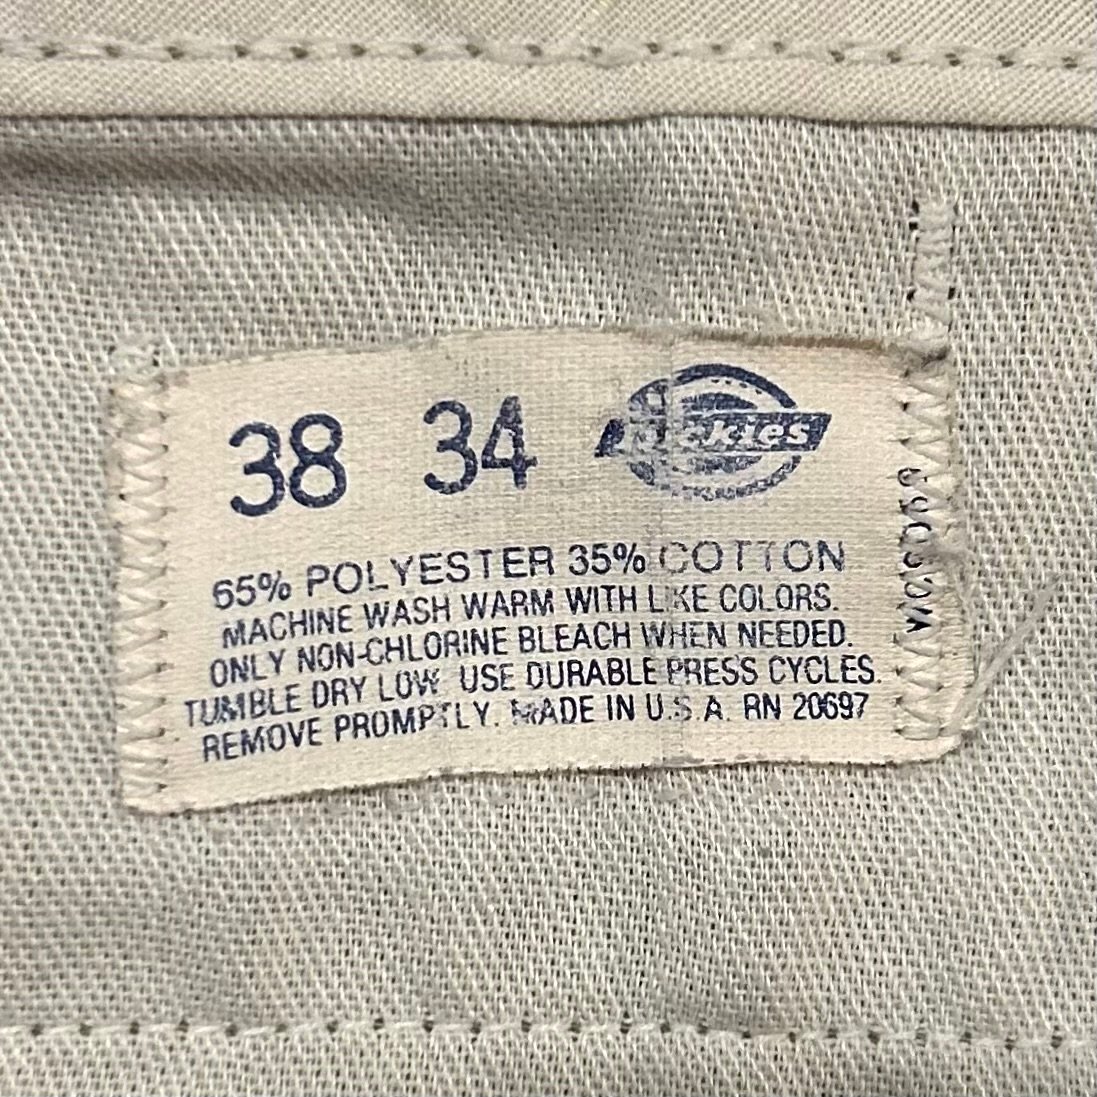 38 34 Dickies
65% POLYESTER 35% COTTON
MACHINE WASH WARM WITH LIKE COLORS.
ONLY NON-CHLORINE BLEACH WHEN NEEDED.
TUMBLE DRY LOW. USE DURABLE PRESS CYCLES.
REMOVE PROMPTLY. MADE IN U.S.A. RN 20697